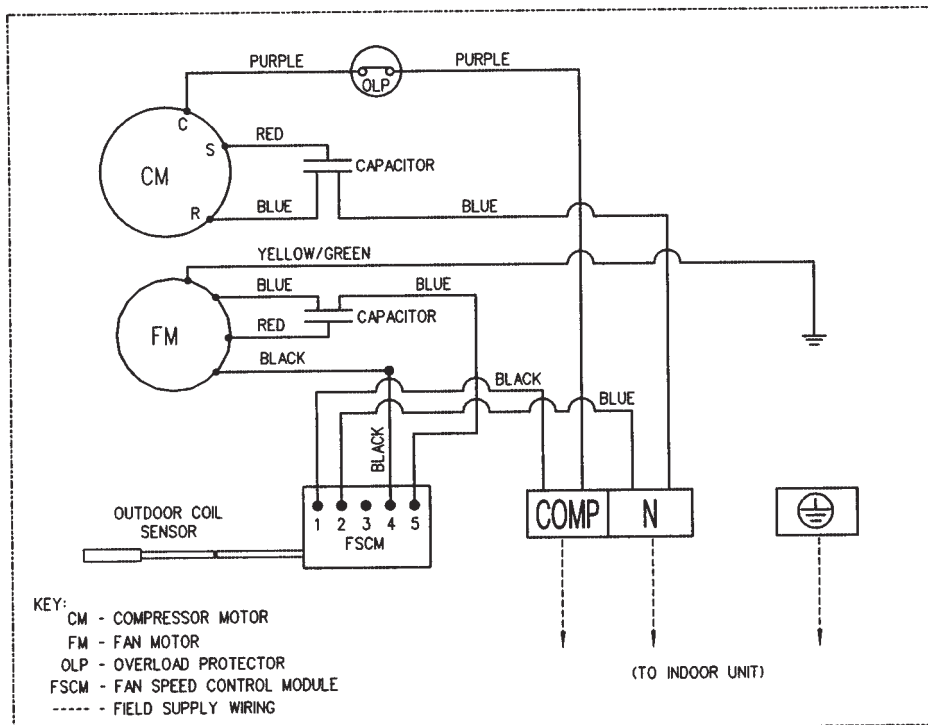 PURPLE
PURPLE
OLP
C
RED
S
CAPACITOR
CM
R
BLUE
BLUE
YELLOW/GREEN
BLUE
BLUE
CAPACITOR
FM
RED
BLACK
BLACK
BLUE
BLACK
COMP
N
1 2 3 4 5
FSCM
OUTDOOR COIL
SENSOR
KEY:
CM - COMPRESSOR MOTOR
FM - FAN MOTOR
OLP - OVERLOAD PROTECTOR
FSCM - FAN SPEED CONTROL MODULE
----- - FIELD SUPPLY WIRING
(TO INDOOR UNIT)